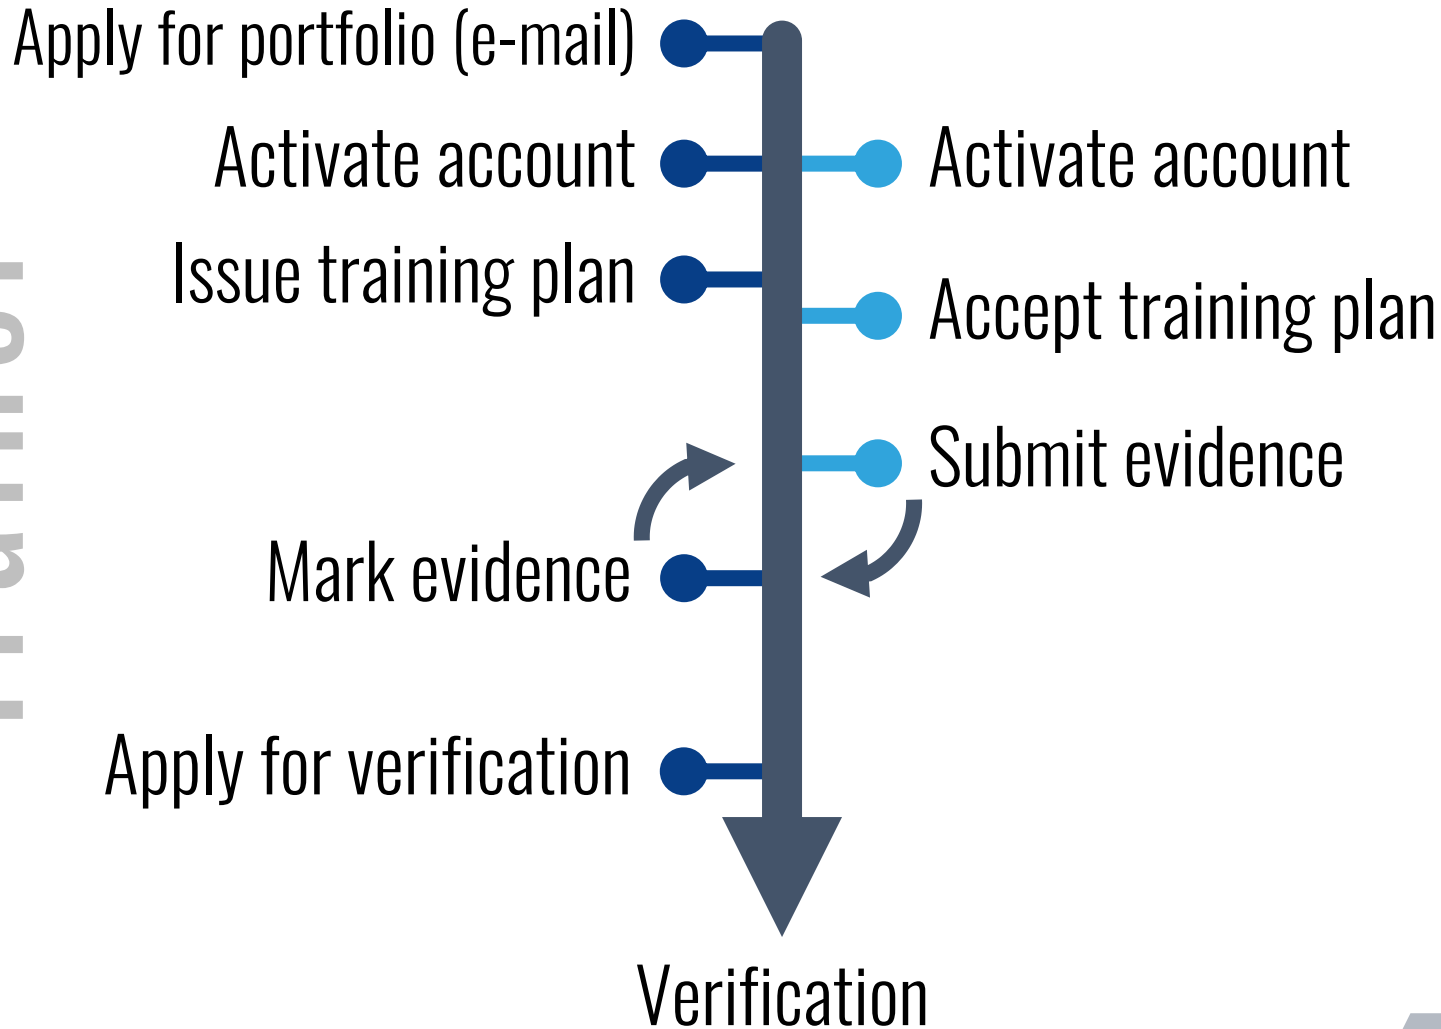 Apply for portfolio (e-mail)
Activate account
Activate account
Issue training plan
Accept training plan
Submit evidence
Mark evidence
Apply for verification
Verification